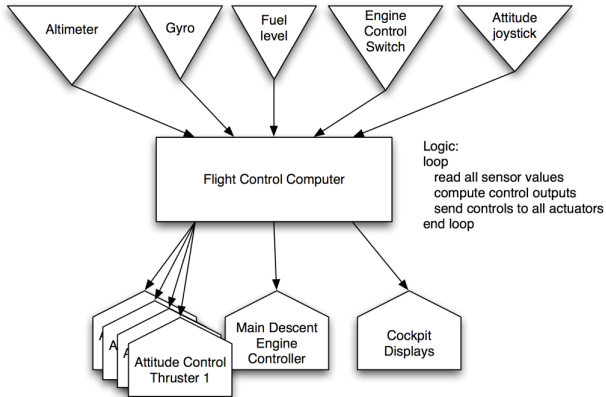 Altimeter
Gyro
Fuel
level
Engine
Control
Switch
Attitude
joystick
Flight Control Computer
Logic:
loop
read all sensor values
compute control outputs
send controls to all actuators
end loop
A
A
A
Attitude Control
Thruster 1
Main Descent
Engine
Controller
Cockpit
Displays